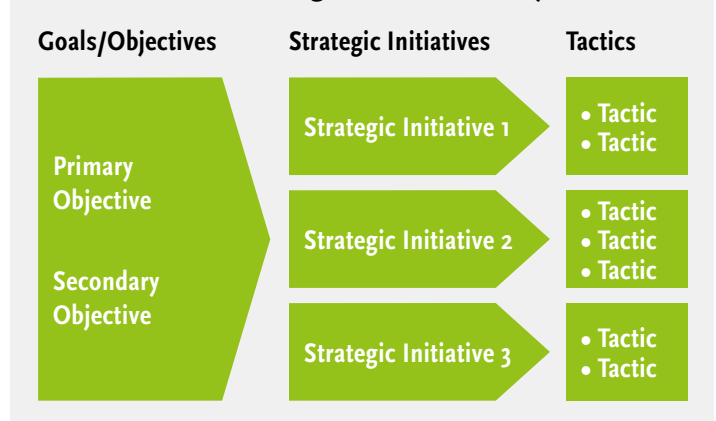 Goals/Objectives
Strategic Initiatives
Tactics
Primary
Objective
Secondary
Objective
Strategic Initiative 1
• Tactic
• Tactic
Strategic Initiative 2
• Tactic
• Tactic
• Tactic
Strategic Initiative 3
• Tactic
• Tactic